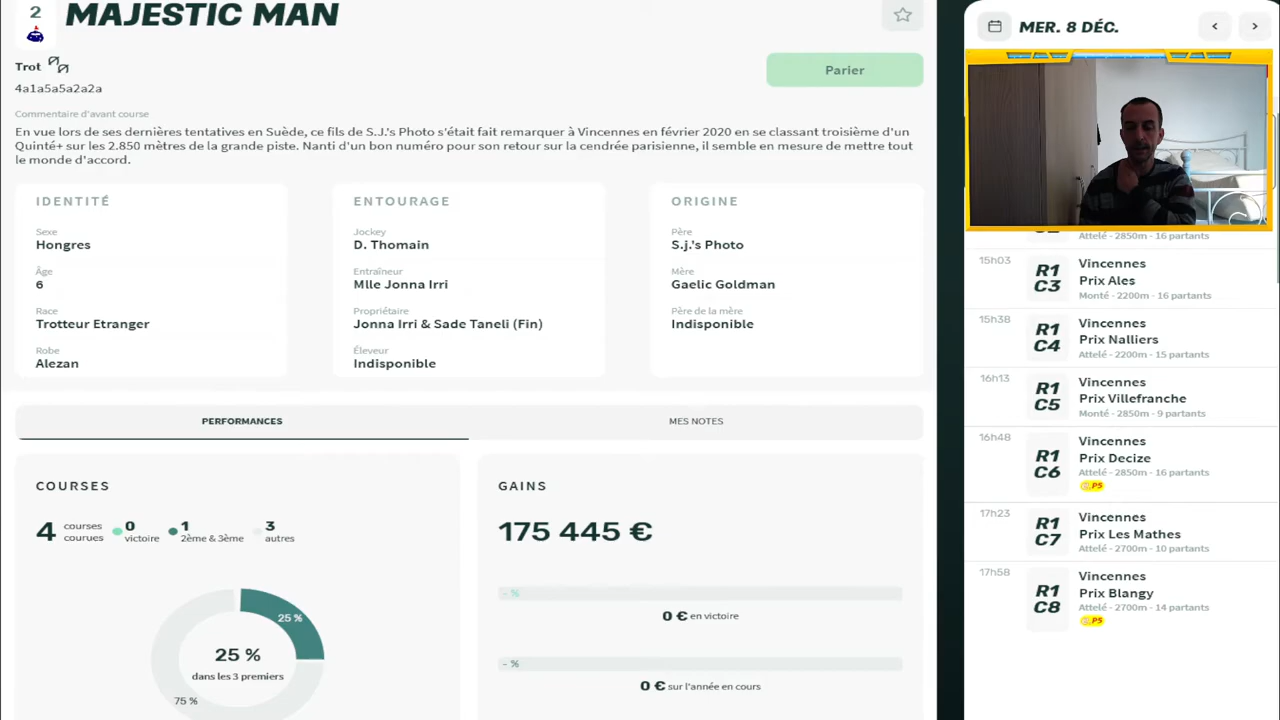 2
MAJESTIC MAN
Trot
4a1a5a5a2a2a
Parier
Commentaire d'avant course
En vue lors de ses dernières tentatives en Suède, ce fils de S.J.'s Photo s'était fait remarquer à Vincennes en février 2020 en se classant troisième d'un
Quinté+ sur les 2.850 mètres de la grande piste. Nanti d'un bon numéro pour son retour sur la cendrée parisienne, il semble en mesure de mettre tout
le monde d'accord.
IDENTITÉ
Sexe
Hongres
Âge
6
Race
Trotteur Etranger
Robe
Alezan
ENTOURAGE
Jockey
D. Thomain
Entraîneur
Mlle Jonna Irri
Propriétaire
Jonna Irri & Sade Taneli (Fin)
Éleveur
Indisponible
ORIGINE
Père
S.j.'s Photo
Mère
Gaelic Goldman
Père de la mère
Indisponible
PERFORMANCES
MES NOTES
COURSES
4 courses courues
0 victoire
1 2ème & 3ème
3 autres
25 %
25 %
dans les 3 premiers
75 %
GAINS
175 445 €
- %
0 € en victoire
- %
0 € sur l'année en cours
MER. 8 DÉC.
Attelé - 2850m - 16 partants
15h03
R1
C3
Vincennes
Prix Ales
Monté - 2200m - 16 partants
15h38
R1
C4
Vincennes
Prix Nalliers
Attelé - 2200m - 15 partants
16h13
R1
C5
Vincennes
Prix Villefranche
Monté - 2850m - 9 partants
16h48
R1
C6
Vincennes
Prix Decize
Attelé - 2850m - 16 partants
P5
17h23
R1
C7
Vincennes
Prix Les Mathes
Attelé - 2700m - 10 partants
17h58
R1
C8
Vincennes
Prix Blangy
Attelé - 2700m - 14 partants
P5